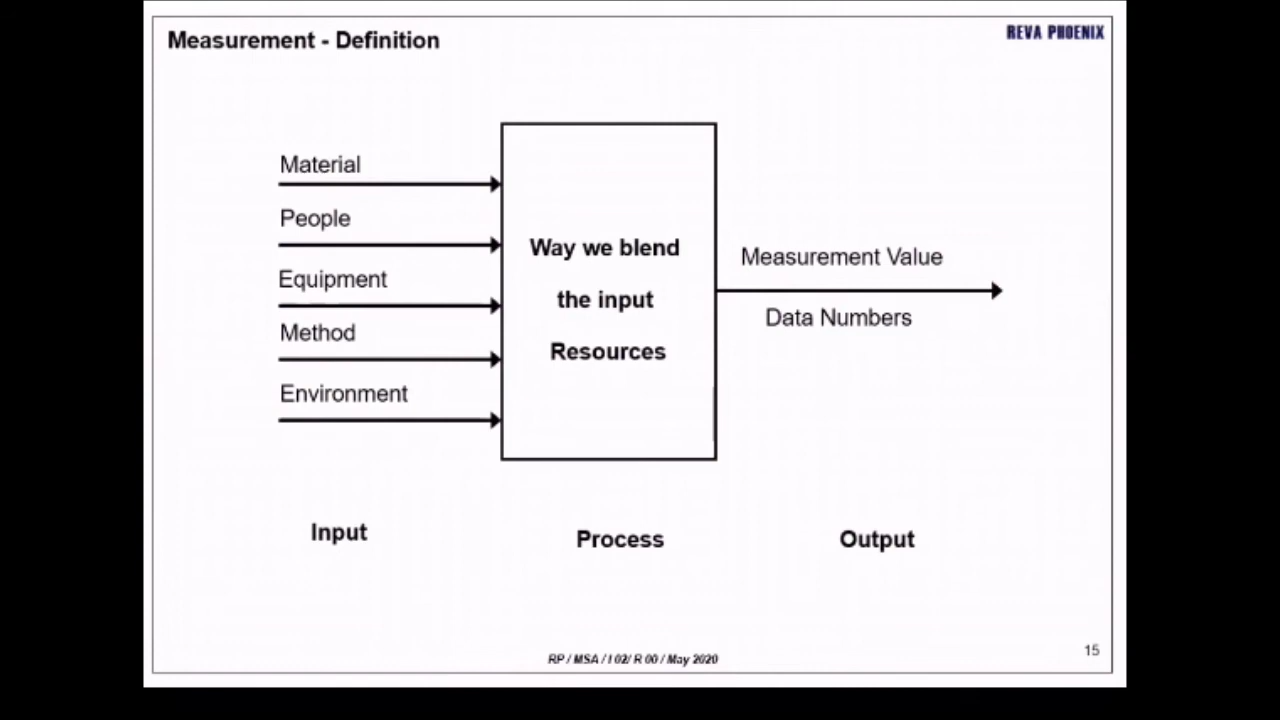 Measurement - Definition
REVA PHOENIX
Material
People
Equipment
Method
Environment
Way we blend
the input
Resources
Measurement Value
Data Numbers
Input
Process
Output
RP / MSA / I 02/ R 00 / May 2020
15